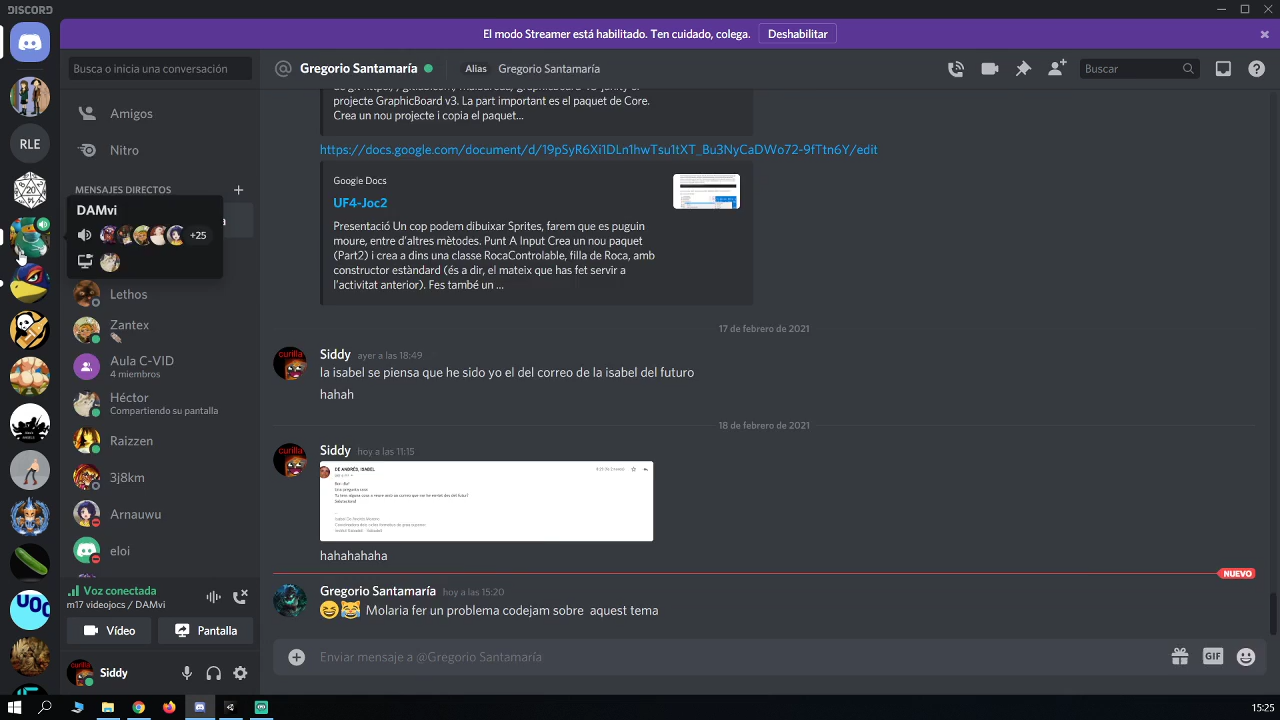 DISCORD
El modo Streamer está habilitado. Ten cuidado, colega.
Deshabilitar
Busca o inicia una conversación
Gregorio Santamaría
Alias
Gregorio Santamaría
Buscar
Amigos
Nitro
MENSAJES DIRECTOS
RLE
DAMvi
+25
Lethos
Zantex
Aula C-VID
4 miembros
Héctor
Compartiendo su pantalla
Raizzen
3J8km
Arnauwu
eloi
Voz conectada
m17 videojocs / DAMvi
Vídeo
Pantalla
Siddy
projecte GraphicBoard v3. La part important es el paquet de Core.
Crea un nou projecte i copia el paquet...
https://docs.google.com/document/d/19pSyR6Xi1DLn1hwTsu1tXT_Bu3NyCaDWo72-9fTtn6Y/edit
Google Docs
UF4-Joc2
Presentació Un cop podem dibuixar Sprites, farem que es puguin
moure, entre d'altres mètodes. Punt A Input Crea un nou paquet
(Part2) i crea a dins una classe RocaControlable, filla de Roca, amb
constructor estàndard (és a dir, el mateix que has fet servir a
l'activitat anterior). Fes també un ...
17 de febrero de 2021
Siddy ayer a las 18:49
la isabel se piensa que he sido yo el del correo de la isabel del futuro
hahah
18 de febrero de 2021
Siddy hoy a las 11:15
DE ANDRÉS, ISABEL
hahahahaha
NUEVO
Gregorio Santamaría hoy a las 15:20
😆😹 Molaria fer un problema codejam sobre aquest tema
Enviar mensaje a @Gregorio Santamaría
GIF
UOC
15:25